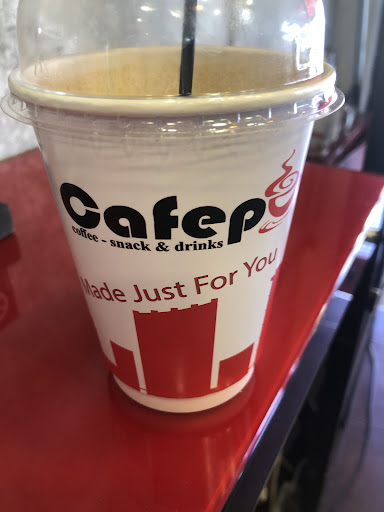 Cafep
coffee - snack & drinks
Made Just For You